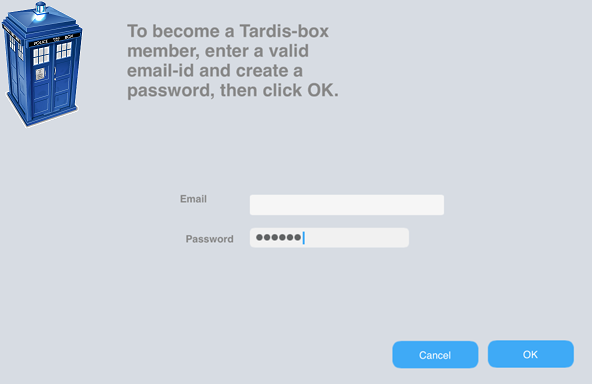 POLICE BOX
To become a Tardis-box
member, enter a valid
email-id and create a
password, then click OK.
Email
Password
Cancel
OK